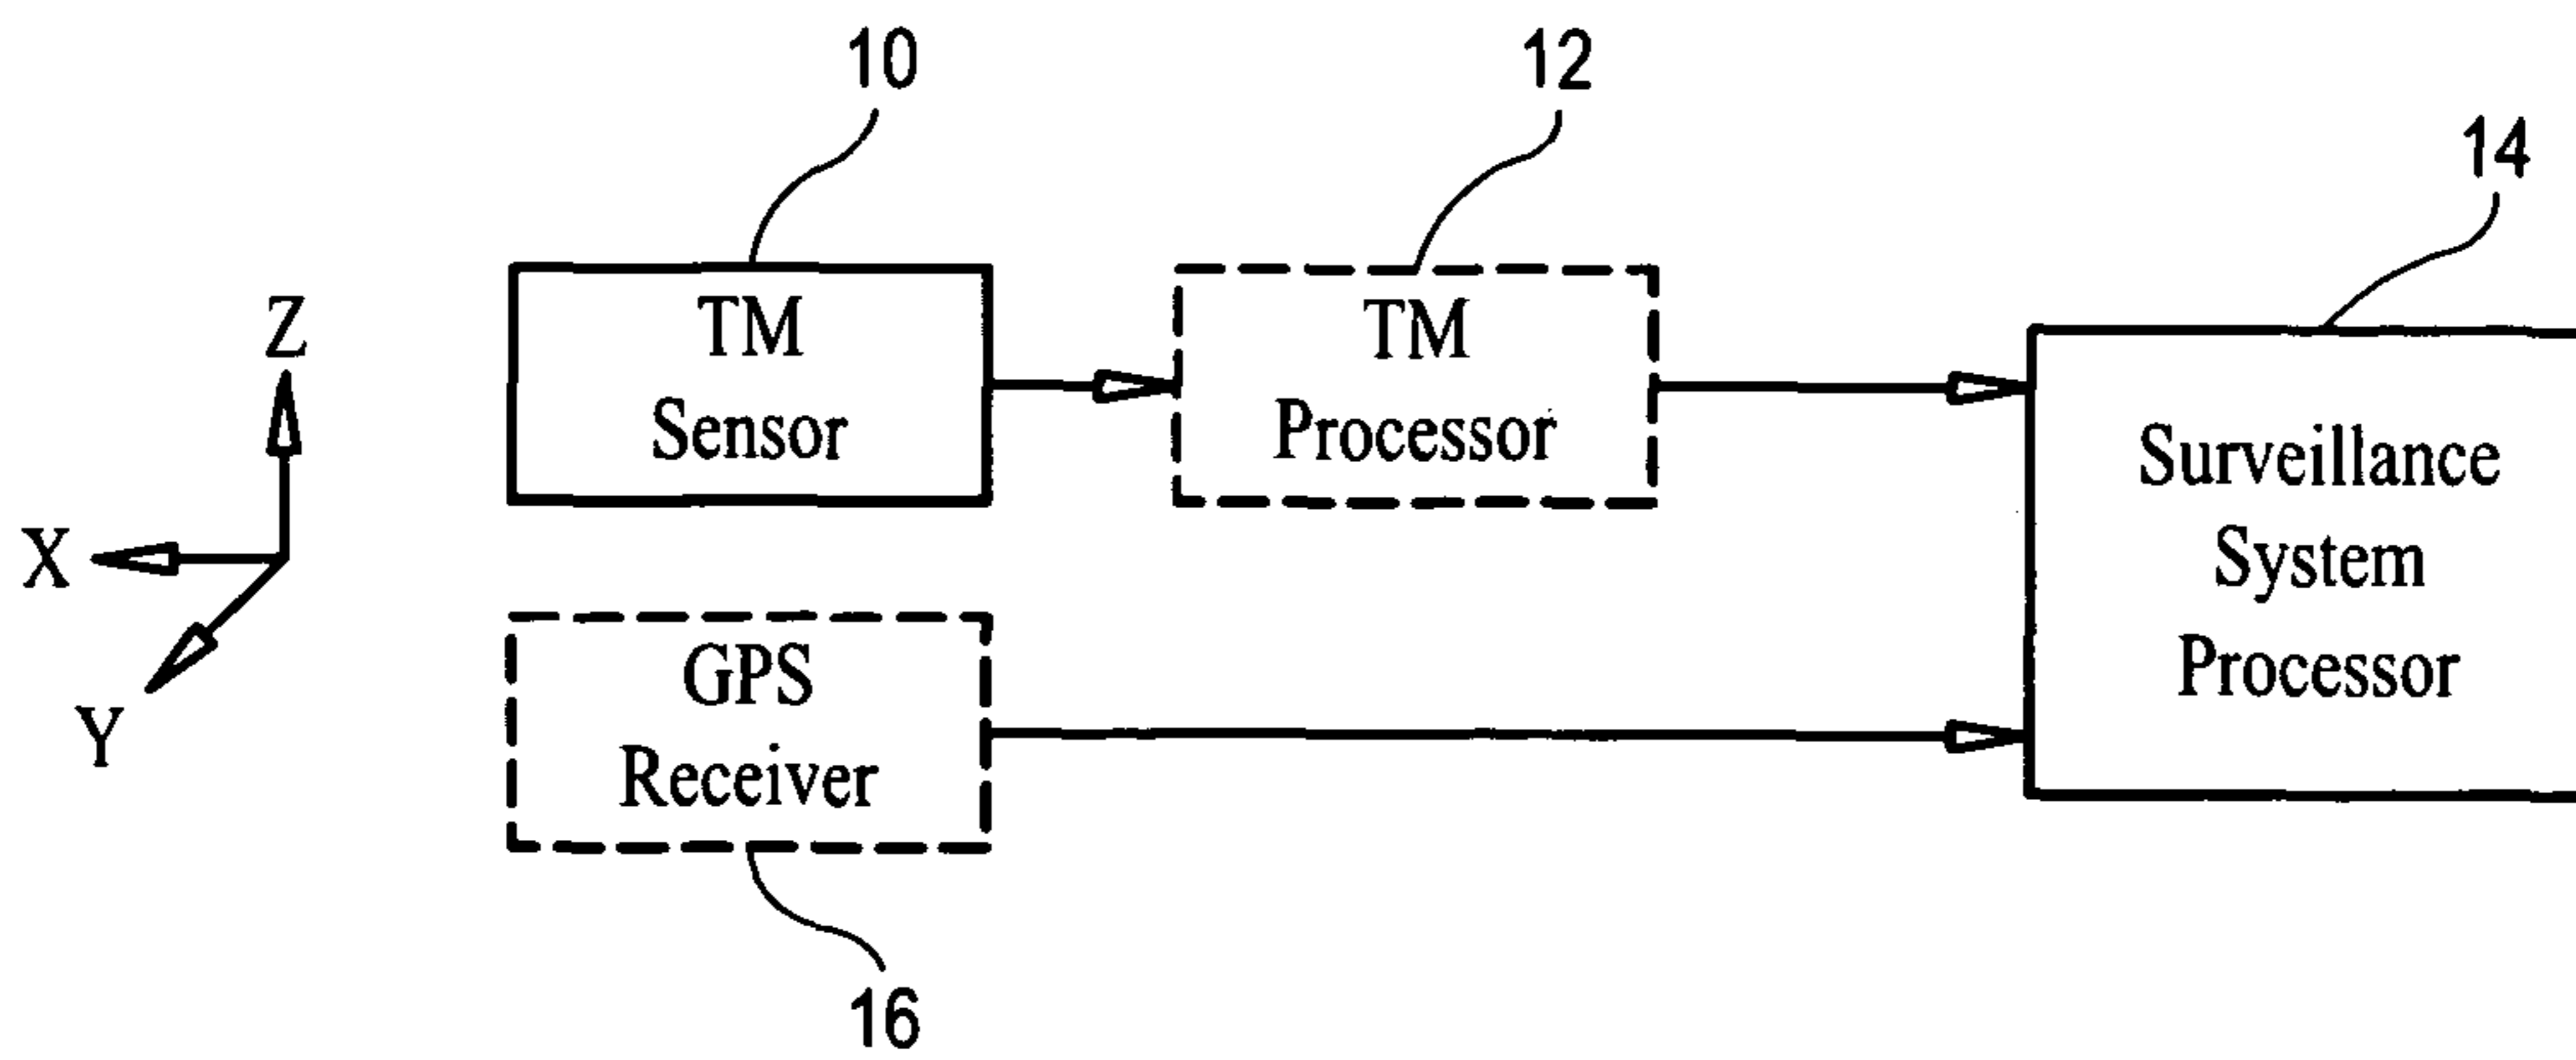 10
12
14
TM
Sensor
TM
Processor
Surveillance
System
Processor
Z
X
Y
GPS
Receiver
16